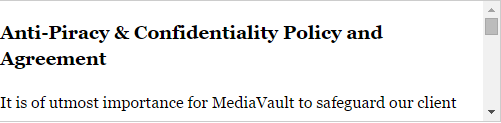 Anti-Piracy & Confidentiality Policy and
Agreement
It is of utmost importance for MediaVault to safeguard our client